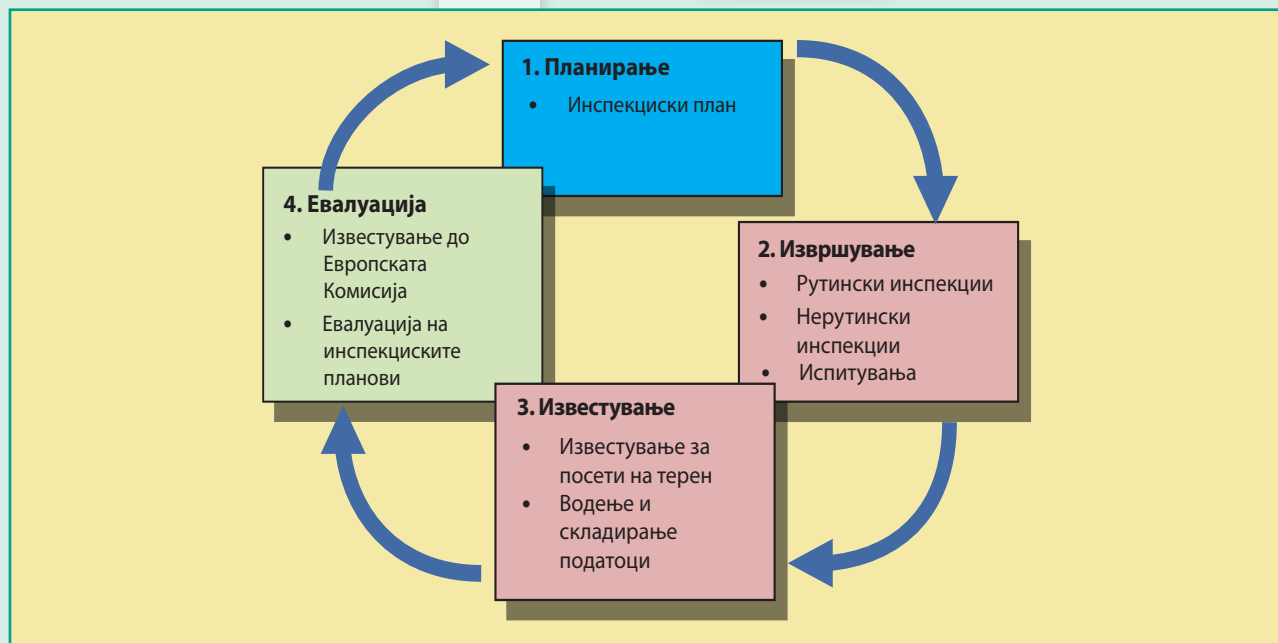 1. Планирање
• Инспекциски план
2. Извршување
• Рутински инспекции
• Нерутински
инспекции
• Испитувања
3. Известување
• Известување за
посети на терен
• Водење и
складирање
податоци
4. Евалуација
• Известување до
Европската
Комисија
• Евалуација на
инспекциските
планови